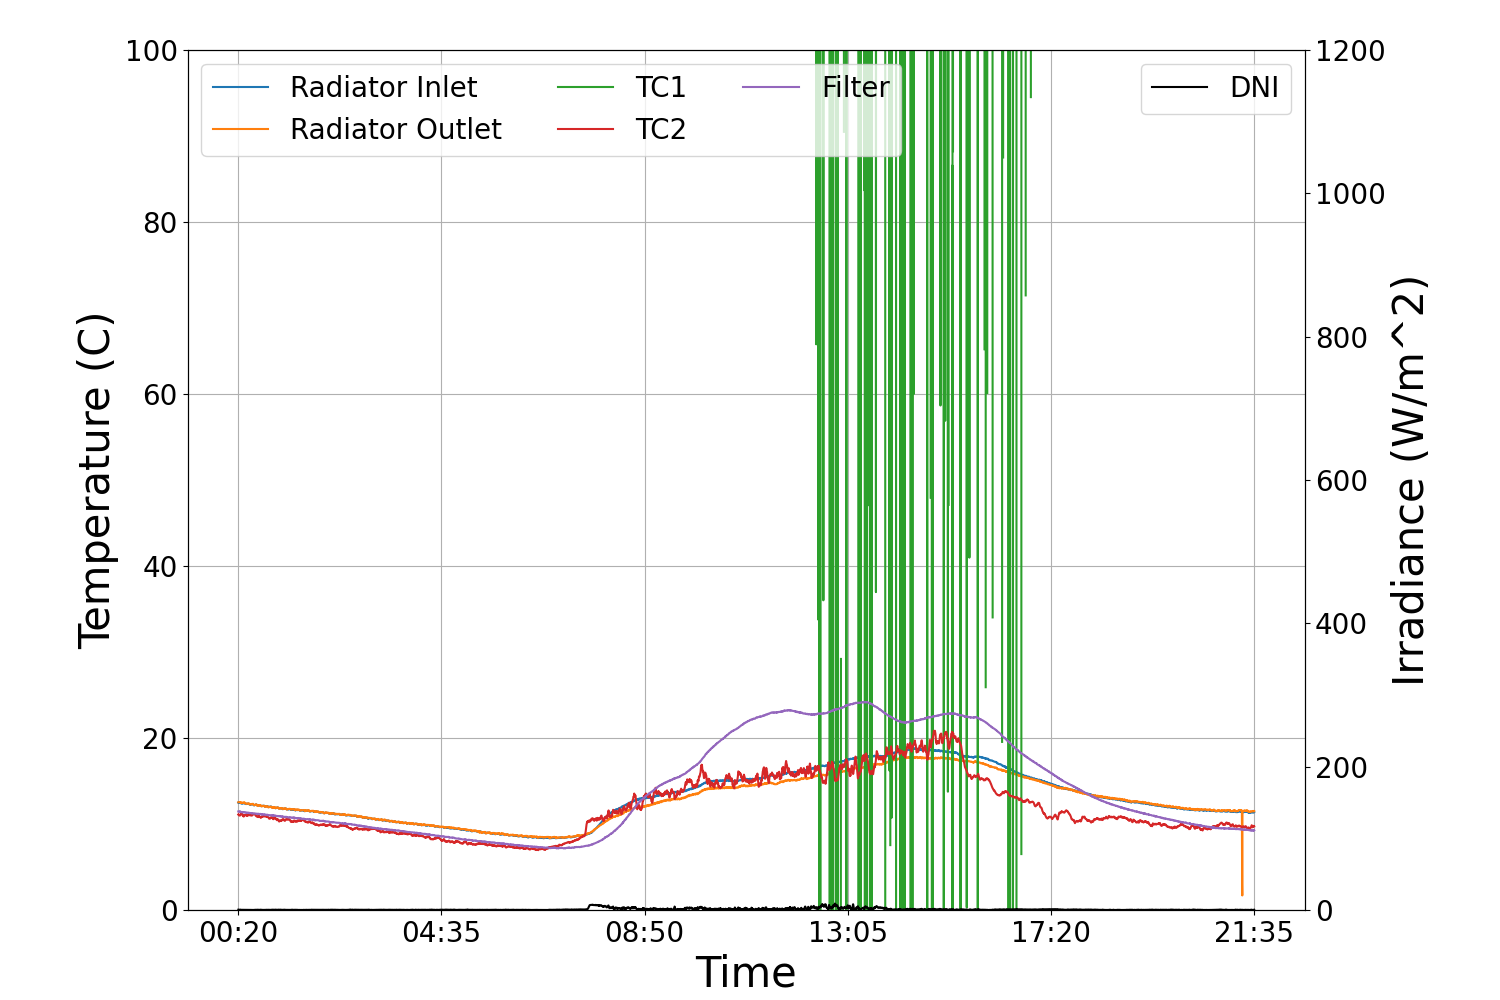 100
80
60
40
20
0
Temperature (C)
Radiator Inlet
Radiator Outlet
TC1
TC2
Filter
DNI
1200
1000
800
600
400
200
0
Irradiance (W/m^2)
00:20 04:35 08:50 13:05 17:20 21:35
Time